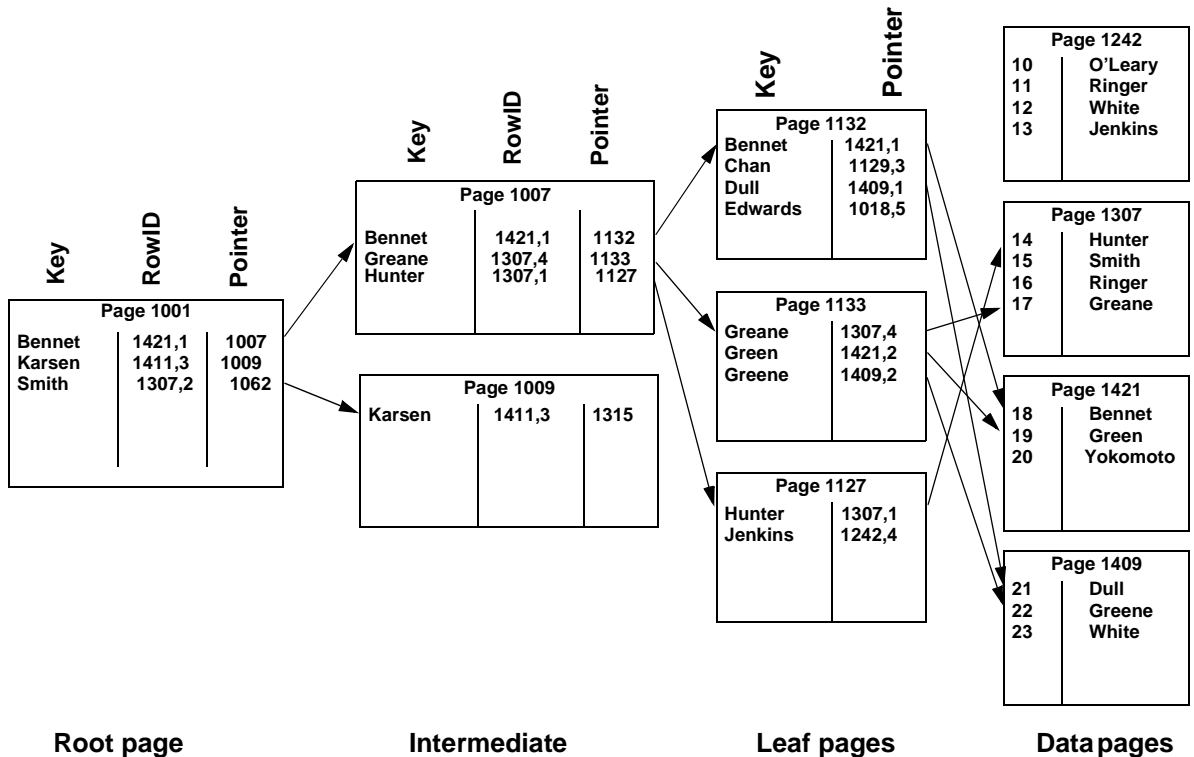 Key
RowID
Pointer
Page 1001
Bennet 1421,1 1007
Karsen 1411,3 1009
Smith 1307,2 1062
Key
RowID
Pointer
Page 1007
Bennet 1421,1 1132
Greane 1307,4 1133
Hunter 1307,1 1127
Page 1009
Karsen 1411,3 1315
Key
Pointer
Page 1132
Bennet 1421,1
Chan 1129,3
Dull 1409,1
Edwards 1018,5
Page 1133
Greane 1307,4
Green 1421,2
Greene 1409,2
Page 1127
Hunter 1307,1
Jenkins 1242,4
Page 1242
10 O'Leary
11 Ringer
12 White
13 Jenkins
Page 1307
14 Hunter
15 Smith
16 Ringer
17 Greane
Page 1421
18 Bennet
19 Green
20 Yokomoto
Page 1409
21 Dull
22 Greene
23 White
Root page
Intermediate
Leaf pages
Data pages